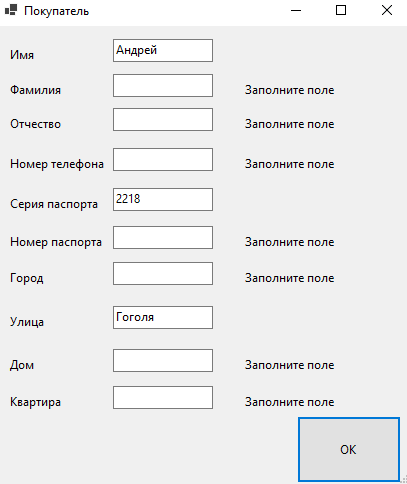 Покупатель
Имя Андрей
Фамилия Заполните поле
Отчество Заполните поле
Номер телефона Заполните поле
Серия паспорта 2218
Номер паспорта Заполните поле
Город Заполните поле
Улица Гоголя
Дом Заполните поле
Квартира Заполните поле
ОК